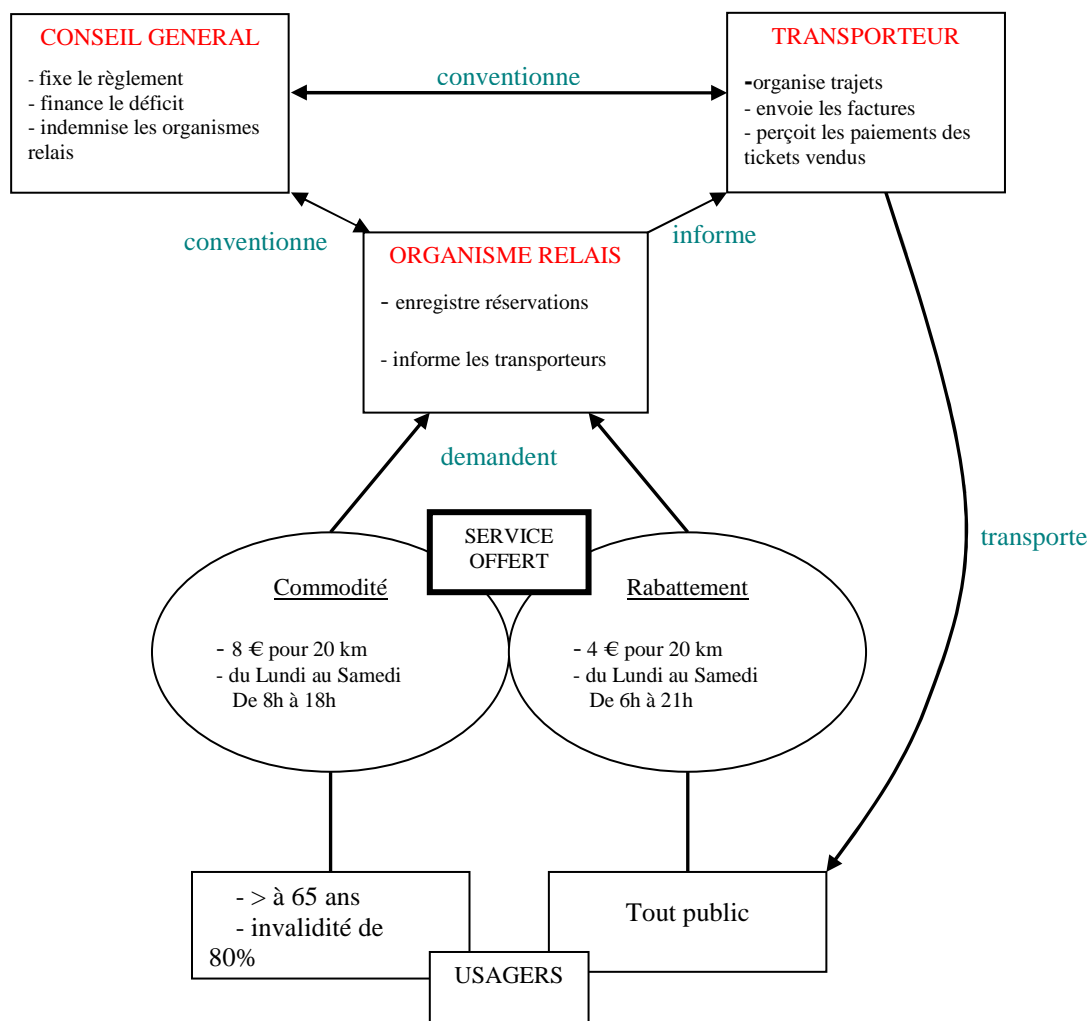 CONSEIL GENERAL
- fixe le règlement
- finance le déficit
- indemnise les organismes
relais
conventionne
TRANSPORTEUR
-organise trajets
- envoie les factures
- perçoit les paiements des
tickets vendus
conventionne
informe
ORGANISME RELAIS
- enregistre réservations
- informe les transporteurs
demandent
transporte
SERVICE
OFFERT
Commodité
- 8 € pour 20 km
- du Lundi au Samedi
De 8h à 18h
Rabattement
- 4 € pour 20 km
- du Lundi au Samedi
De 6h à 21h
- > à 65 ans
- invalidité de
80%
Tout public
USAGERS